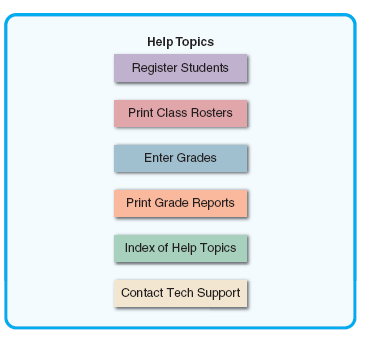 Help Topics
Register Students
Print Class Rosters
Enter Grades
Print Grade Reports
Index of Help Topics
Contact Tech Support